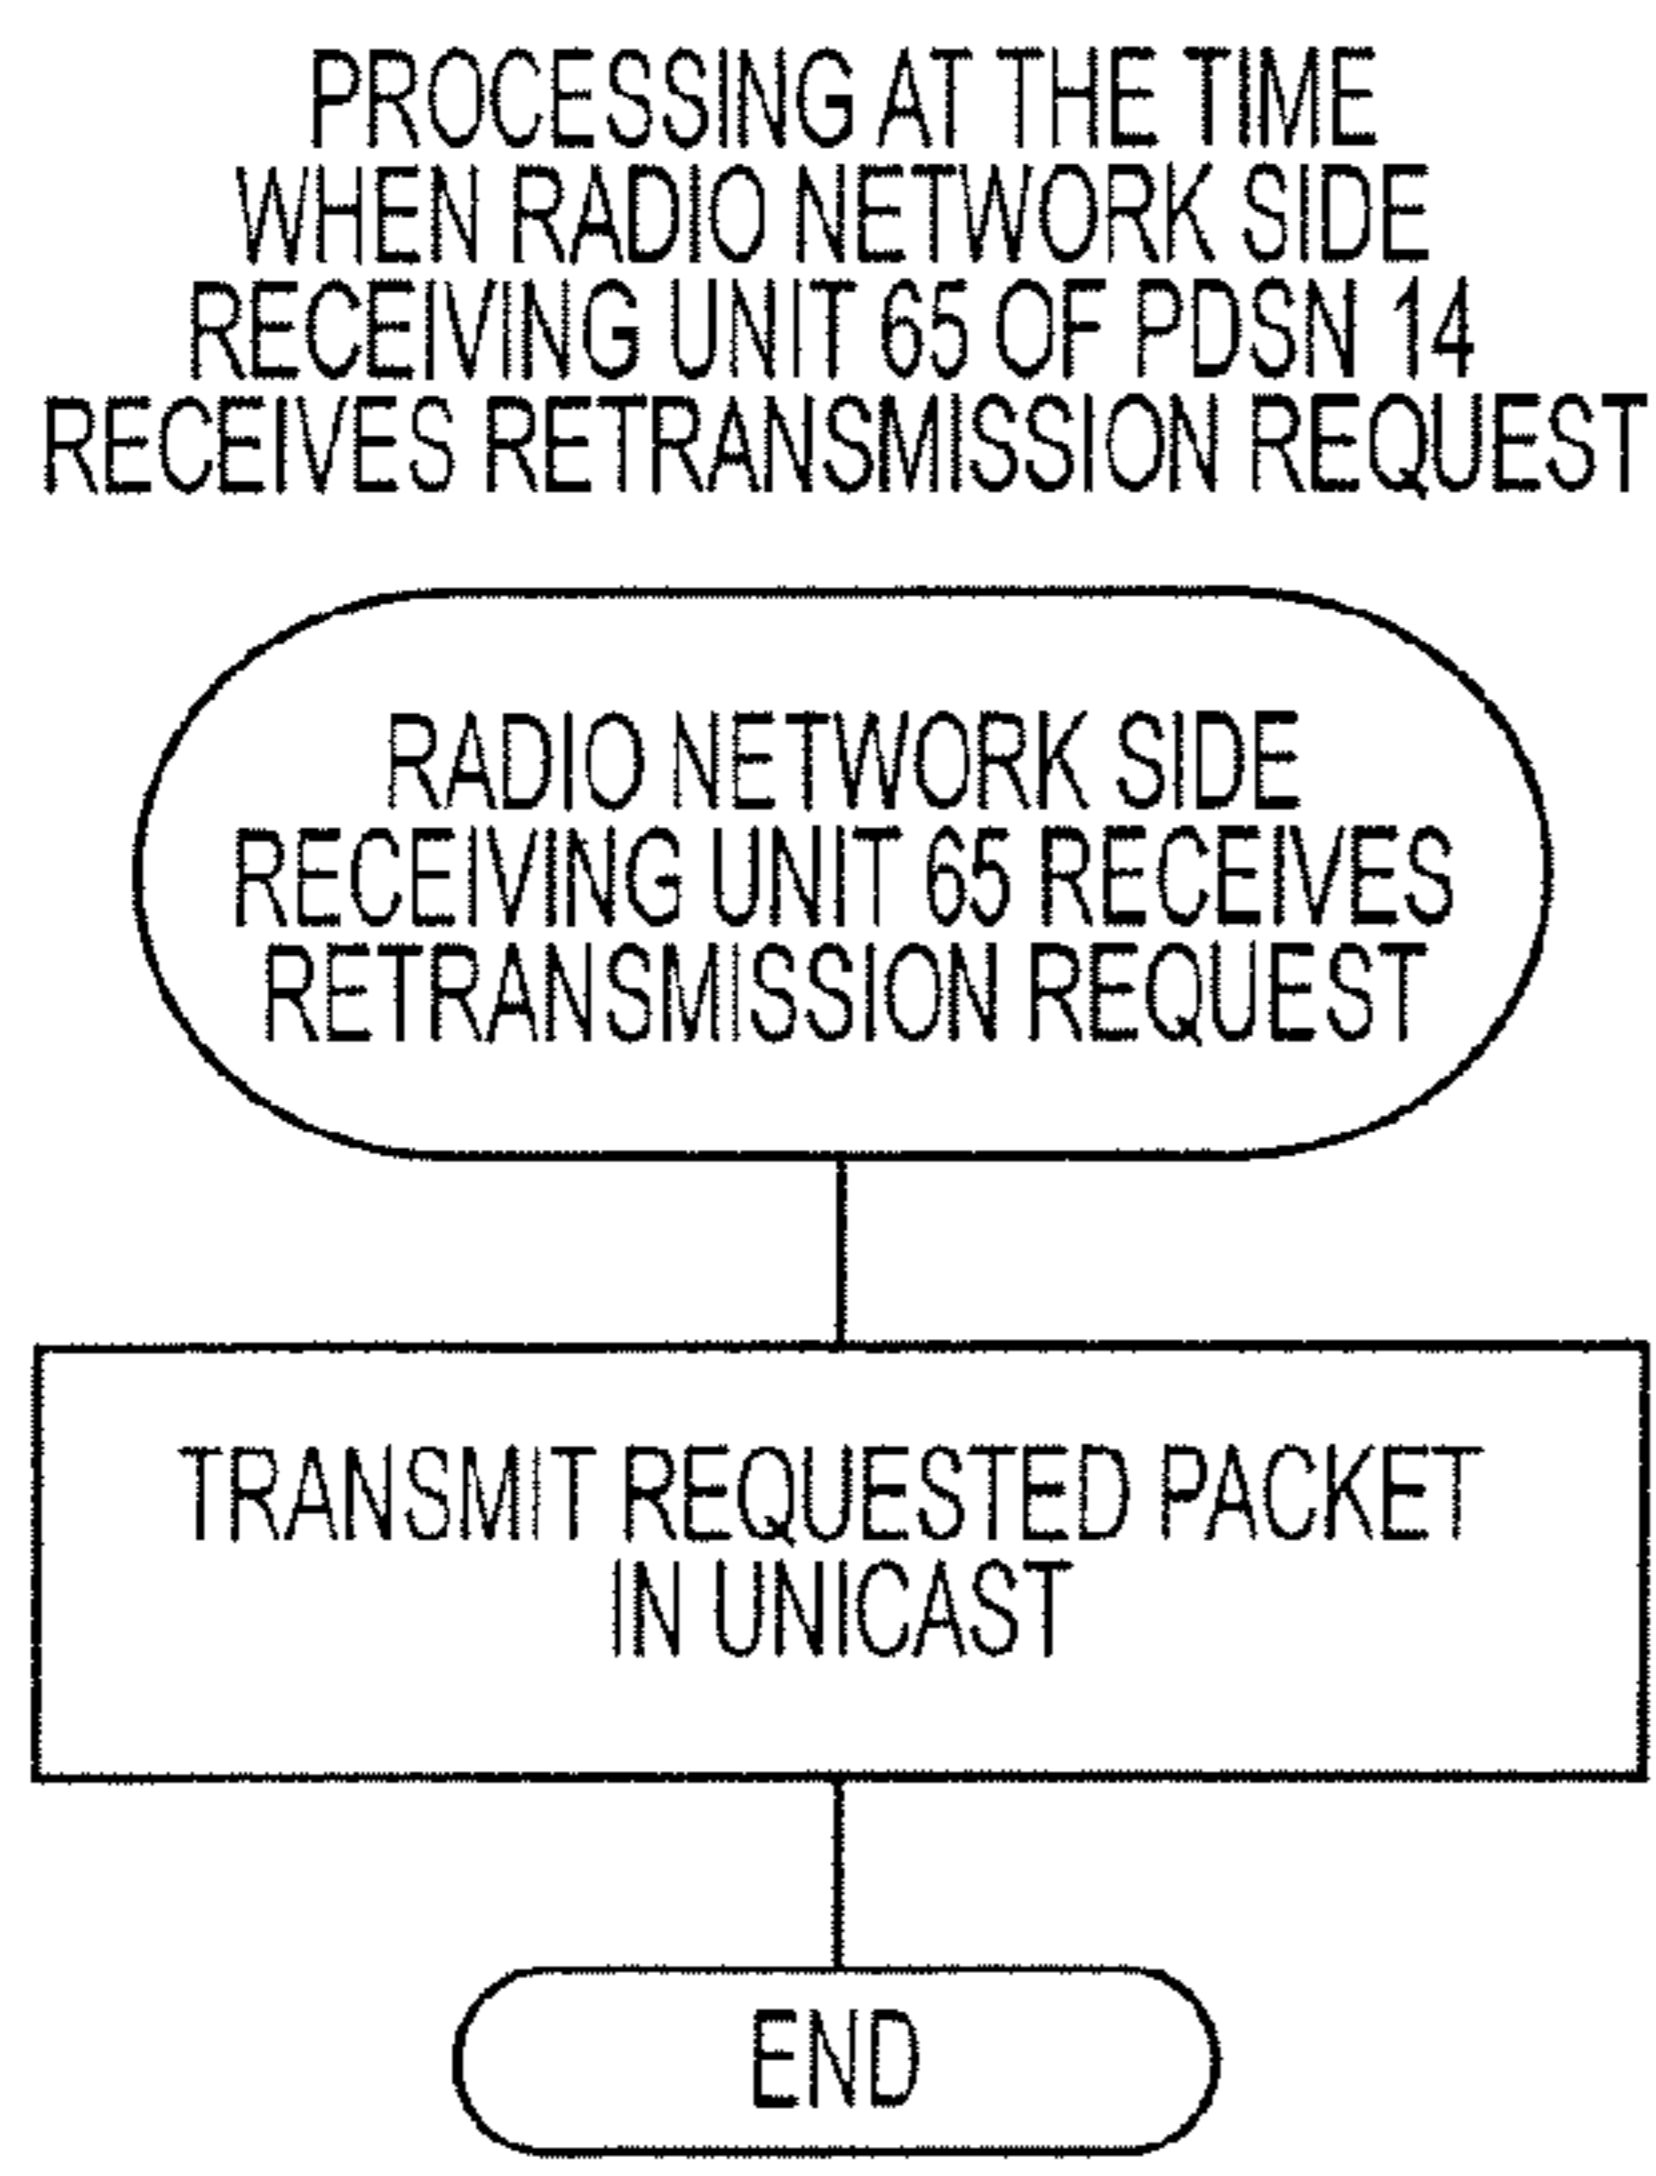 PROCESSING AT THE TIME
WHEN RADIO NETWORK SIDE
RECEIVING UNIT 65 OF PDSN 14
RECEIVES RETRANSMISSION REQUEST
RADIO NETWORK SIDE
RECEIVING UNIT 65 RECEIVES
RETRANSMISSION REQUEST
TRANSMIT REQUESTED PACKET
IN UNICAST
END